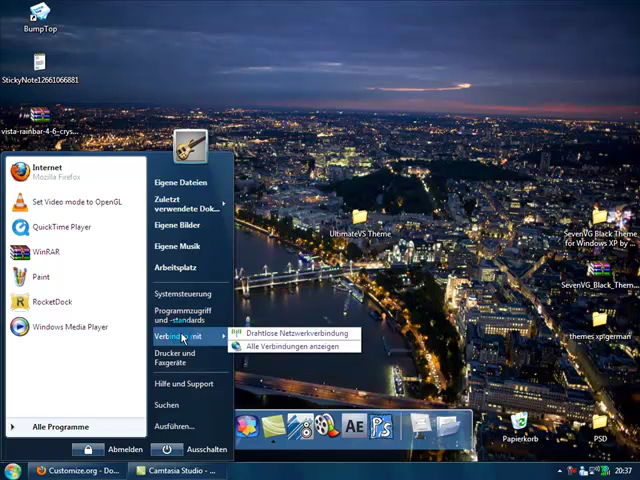 BumpTop
StickyNote12661066881
vista-rainbar-4-6-crys...
Internet
Mozilla Firefox
Set Video mode to OpenGL
QuickTime Player
WinRAR
Paint
RocketDock
Windows Media Player
Alle Programme
Eigene Dateien
Zuletzt
verwendete Dok...
Eigene Bilder
Eigene Musik
Arbeitsplatz
Systemsteuerung
Programmzugriff
und -standards
Verbinden mit
Drucker und
Faxgeräte
Hilfe und Support
Suchen
Ausführen...
Drahtlose Netzwerkverbindung
Alle Verbindungen anzeigen
Abmelden
Ausschalten
UltimateVS Theme
SevenVG Black Theme
for Windows XP by ...
SevenVG_Black_Them...
themes xp!german
Papierkorb
PSD
AE
Ps
Customize.org - Do...
Camtasia Studio - ...
20:37